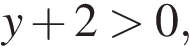 y + 2 > 0,